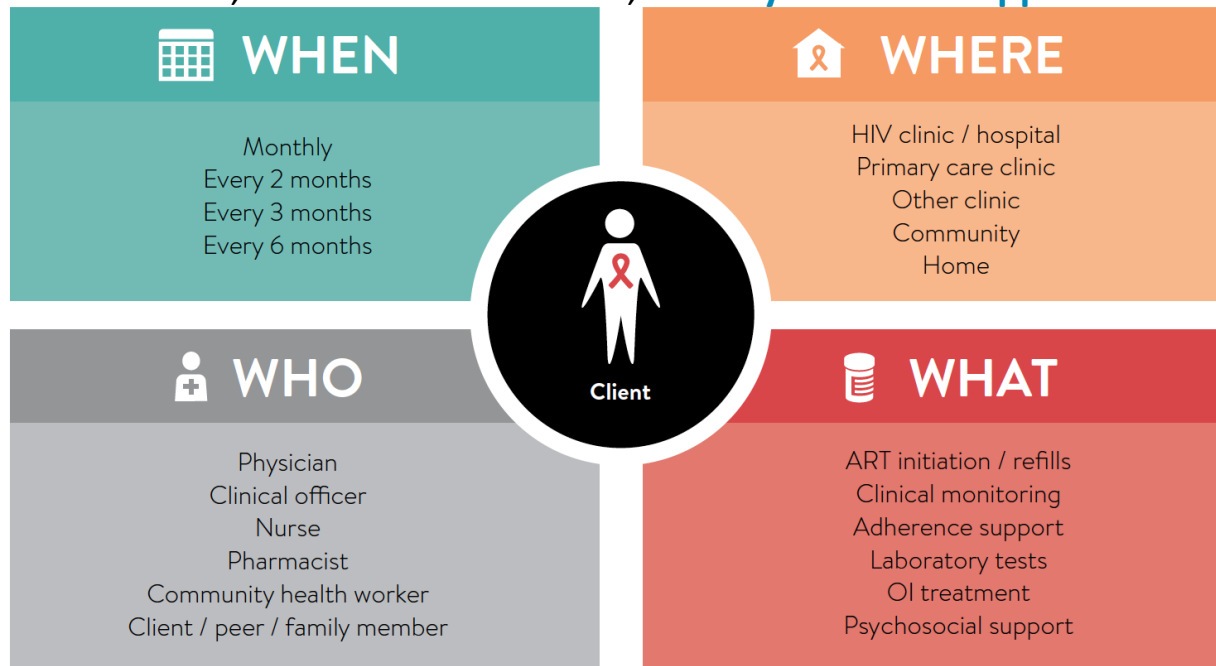 WHEN
Monthly
Every 2 months
Every 3 months
Every 6 months
WHERE
HIV clinic / hospital
Primary care clinic
Other clinic
Community
Home
Client
WHO
Physician
Clinical officer
Nurse
Pharmacist
Community health worker
Client / peer / family member
WHAT
ART initiation / refills
Clinical monitoring
Adherence support
Laboratory tests
OI treatment
Psychosocial support